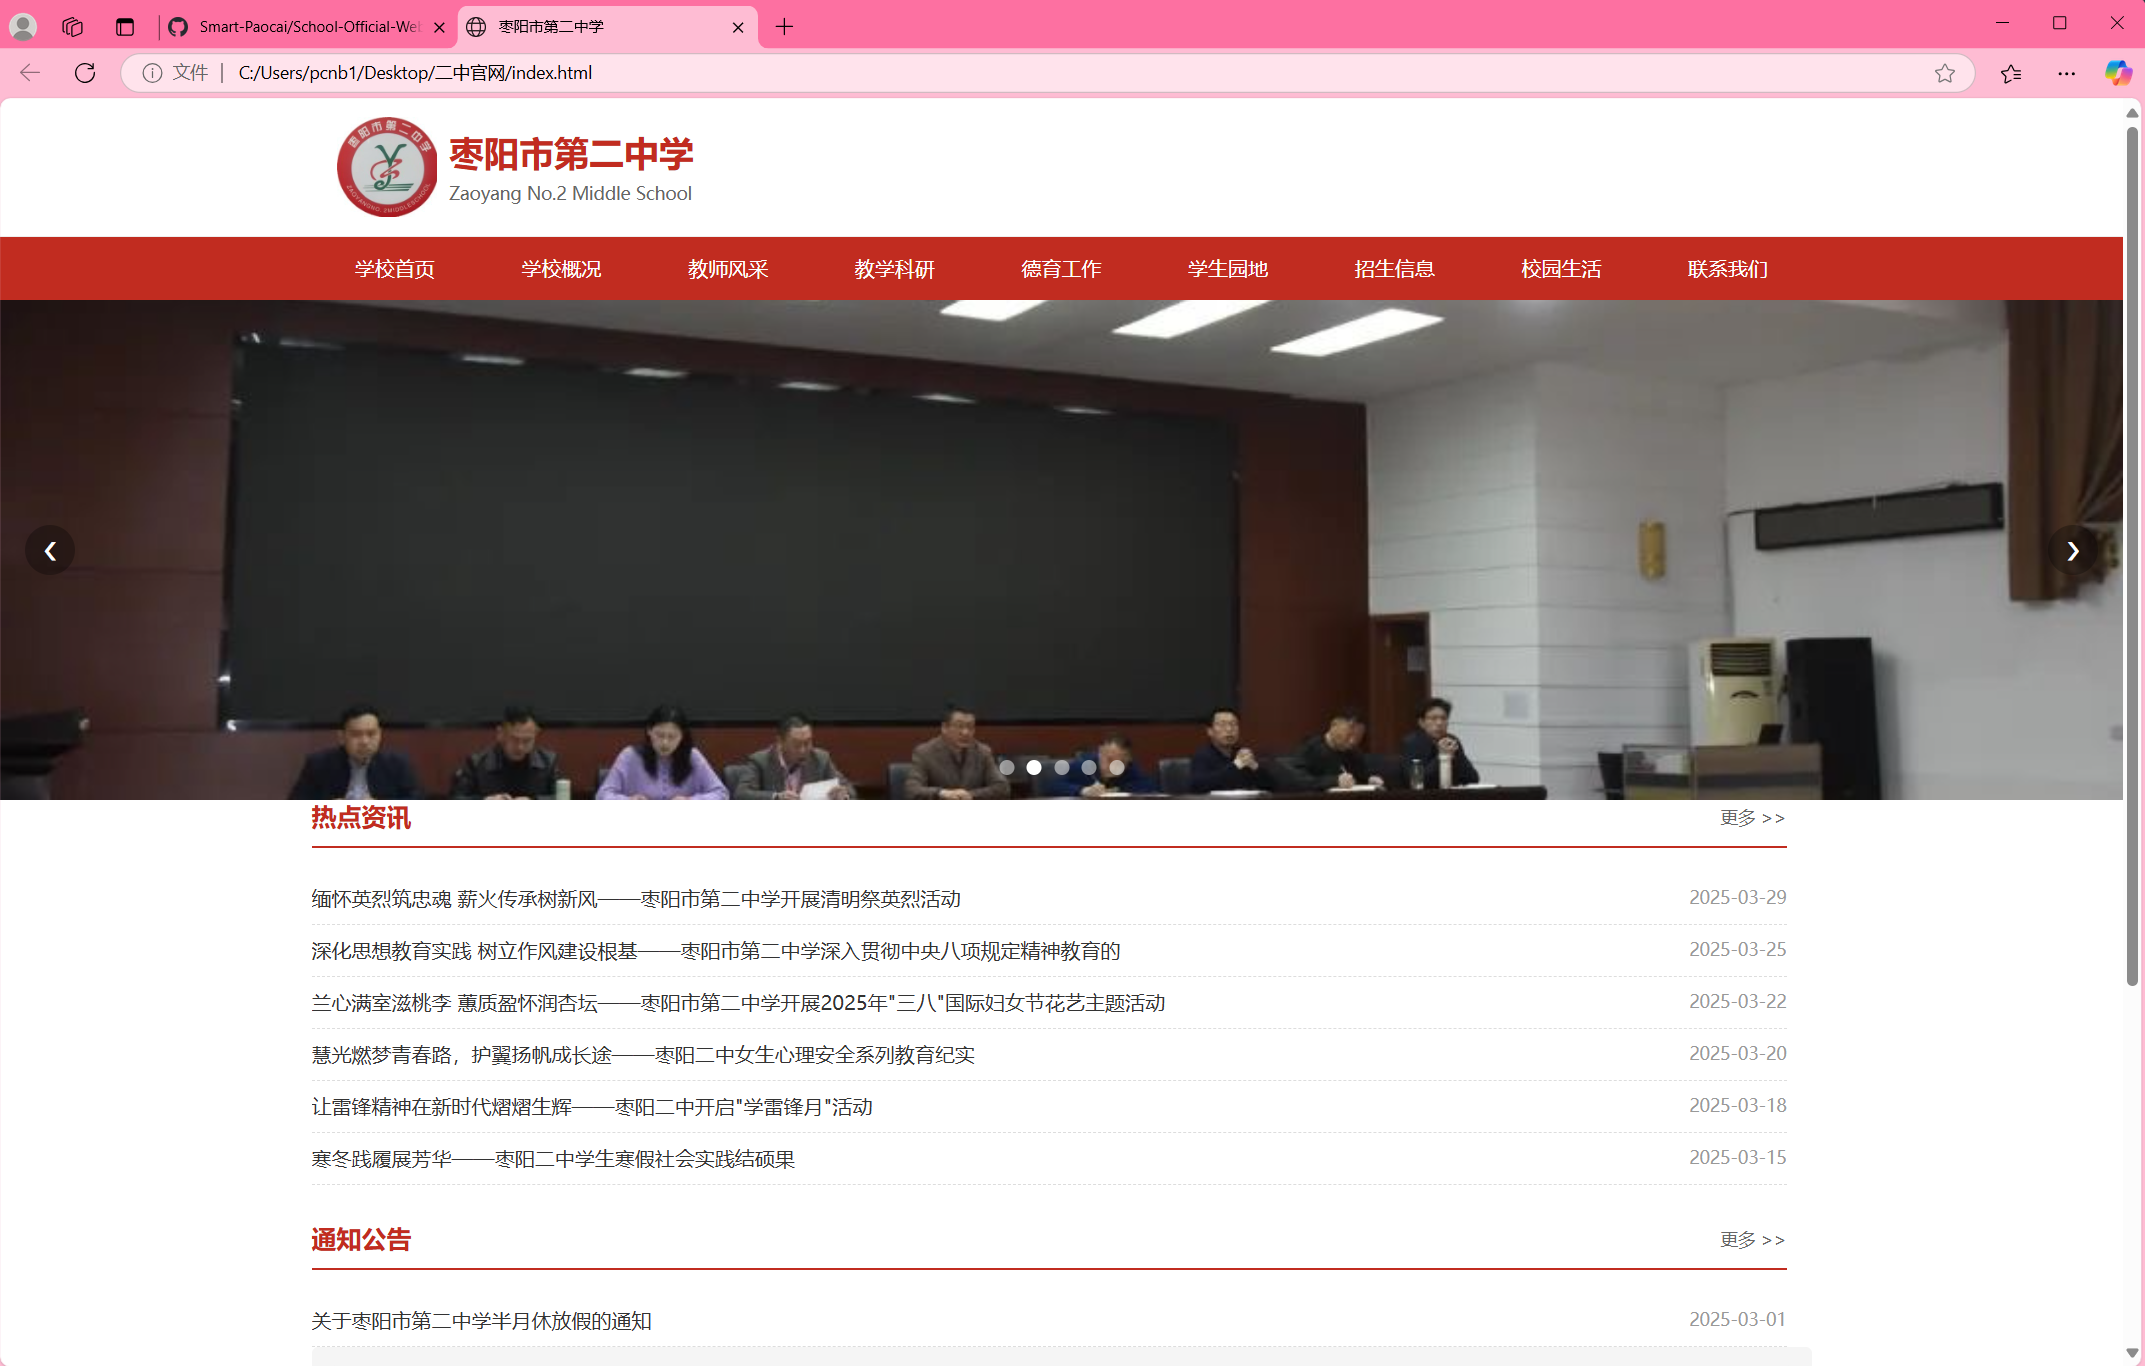 Smart-Paocai/School-Official-Web
枣阳市第二中学
文件 | C:/Users/pcnb1/Desktop/二中官网/index.html
枣阳市第二中学
ZAOYANG NO.2 MIDDLE SCHOOL
枣阳市第二中学
Zaoyang No.2 Middle School
学校首页 学校概况 教师风采 教学科研 德育工作 学生园地 招生信息 校园生活 联系我们
热点资讯 更多 >>
缅怀英烈筑忠魂 薪火传承树新风——枣阳市第二中学开展清明祭英烈活动 2025-03-29
深化思想教育实践 树立作风建设根基——枣阳市第二中学深入贯彻中央八项规定精神教育的 2025-03-25
兰心满室滋桃李 蕙质盈怀润杏坛——枣阳市第二中学开展2025年"三八"国际妇女节花艺主题活动 2025-03-22
慧光燃梦青春路，护翼扬帆成长途——枣阳二中女生心理安全系列教育纪实 2025-03-20
让雷锋精神在新时代熠熠生辉——枣阳二中开启"学雷锋月"活动 2025-03-18
寒冬践履展芳华——枣阳二中学生寒假社会实践结硕果 2025-03-15
通知公告 更多 >>
关于枣阳市第二中学半月休放假的通知 2025-03-01